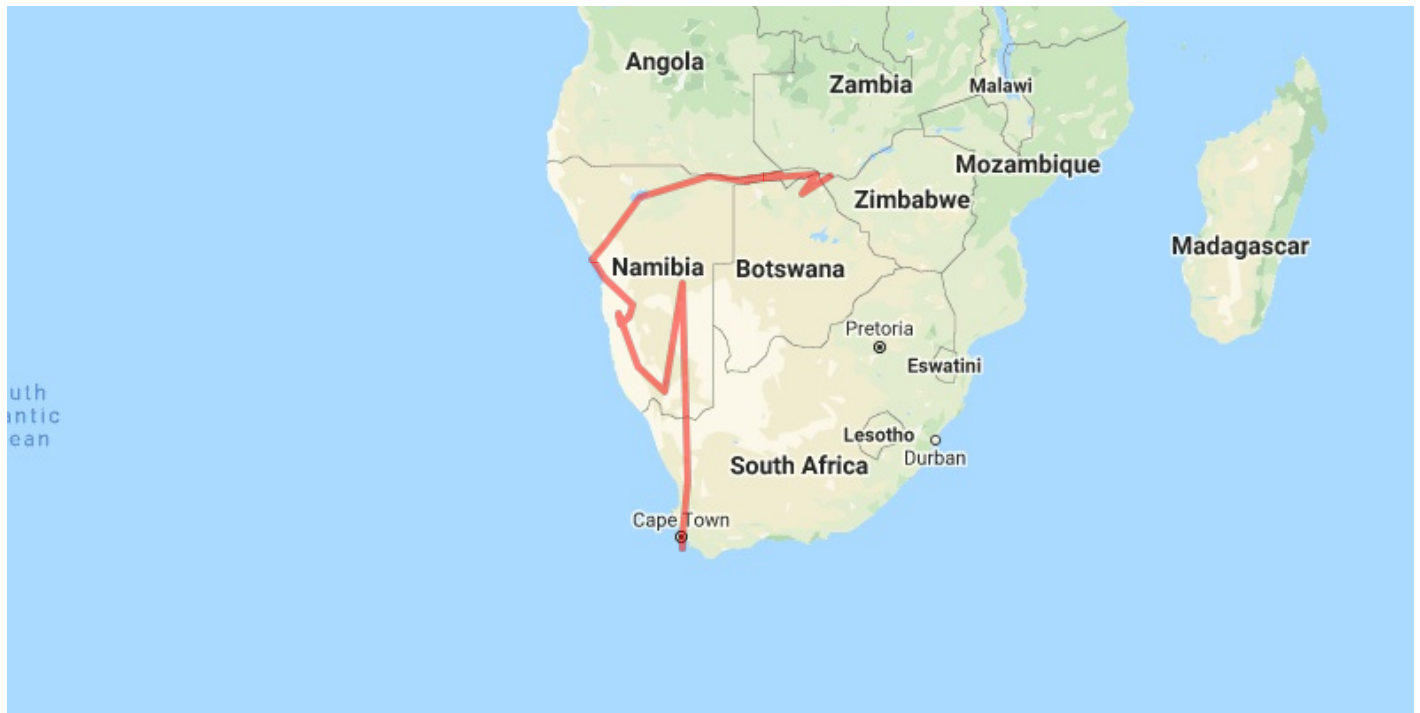 Angola
Zambia
Malawi
Mozambique
Zimbabwe
Madagascar
Namibia
Botswana
Pretoria
Eswatini
uth
antic
ean
Lesotho
Durban
South Africa
Cape Town